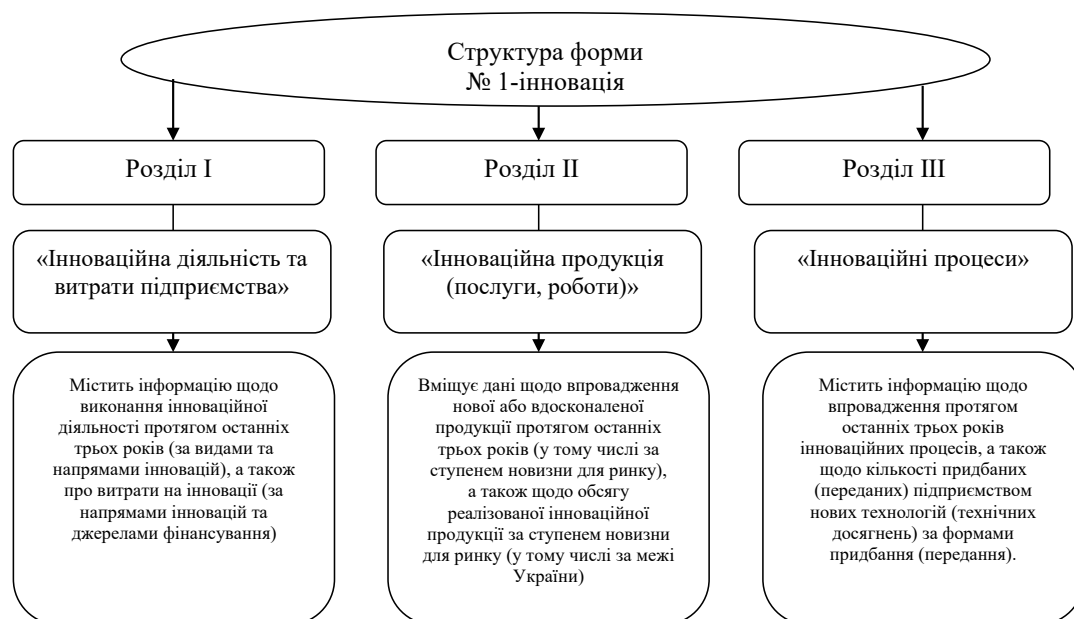 Структура форми
№ 1-інновація
Розділ I
Розділ II
Розділ III
«Інноваційна діяльність та
витрати підприємства»
«Інноваційна продукція
(послуги, роботи)»
«Інноваційні процеси»
Містить інформацію щодо
виконання інноваційної
діяльності протягом останніх
трьох років (за видами та
напрямами інновацій), а також
про витрати на інновації (за
напрямами інновацій та
джерелами фінансування)
Вміщує дані щодо впровадження
нової або вдосконаленої
продукції протягом останніх
трьох років (у тому числі за
ступенем новизни для ринку),
а також щодо обсягу
реалізованої інноваційної
продукції за ступенем новизни
для ринку (у тому числі за межі
України)
Містить інформацію щодо
впровадження протягом
останніх трьох років
інноваційних процесів, а також
щодо кількості придбаних
(переданих) підприємством
нових технологій (технічних
досягнень) за формами
придбання (передання).